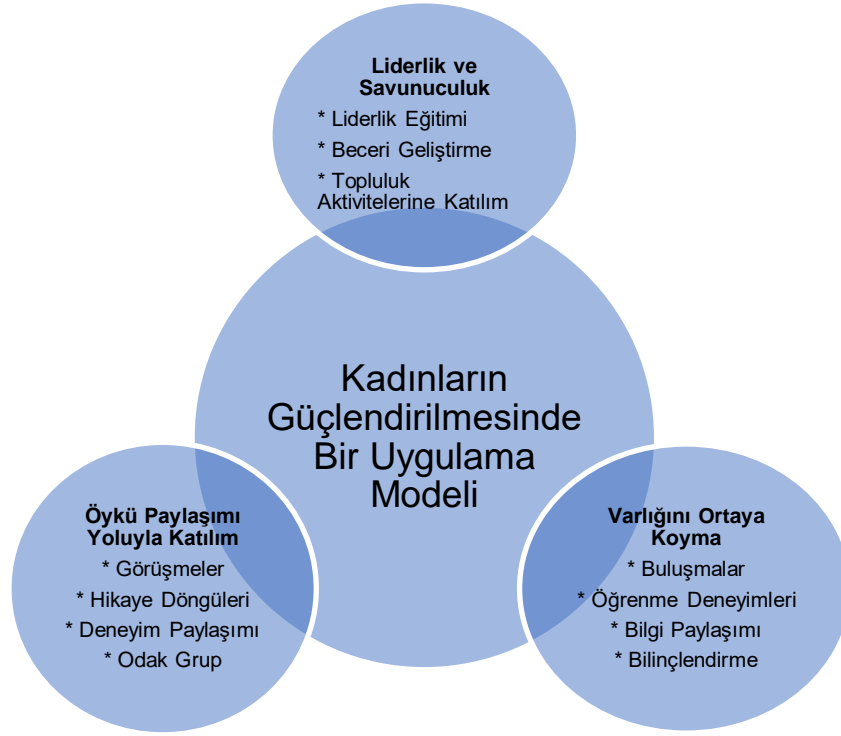 Liderlik ve
Savunuculuk
* Liderlik Eğitimi
* Beceri Geliştirme
* Topluluk
Aktivitelerine Katılım
Kadınların
Güçlendirilmesinde
Bir Uygulama
Modeli
Öykü Paylaşımı
Yoluyla Katılım
* Görüşmeler
* Hikaye Döngüleri
* Deneyim Paylaşımı
* Odak Grup
Varlığını Ortaya
Koyma
* Buluşmalar
* Öğrenme Deneyimleri
* Bilgi Paylaşımı
* Bilinçlendirme